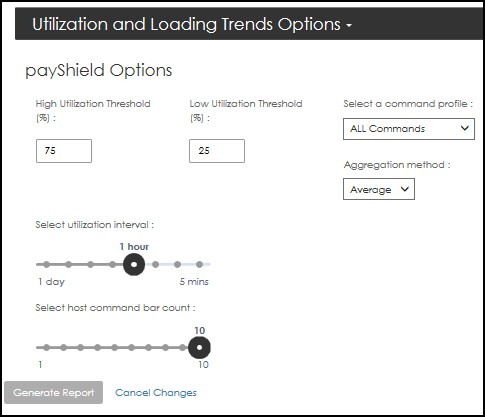 Utilization and Loading Trends Options
payShield Options
High Utilization Threshold
(%) :
75
Low Utilization Threshold
(%) :
25
Select a command profile :
ALL Commands
Aggregation method :
Average
Select utilization interval :
1 hour
1 day
5 mins
Select host command bar count :
10
1
10
Generate Report
Cancel Changes